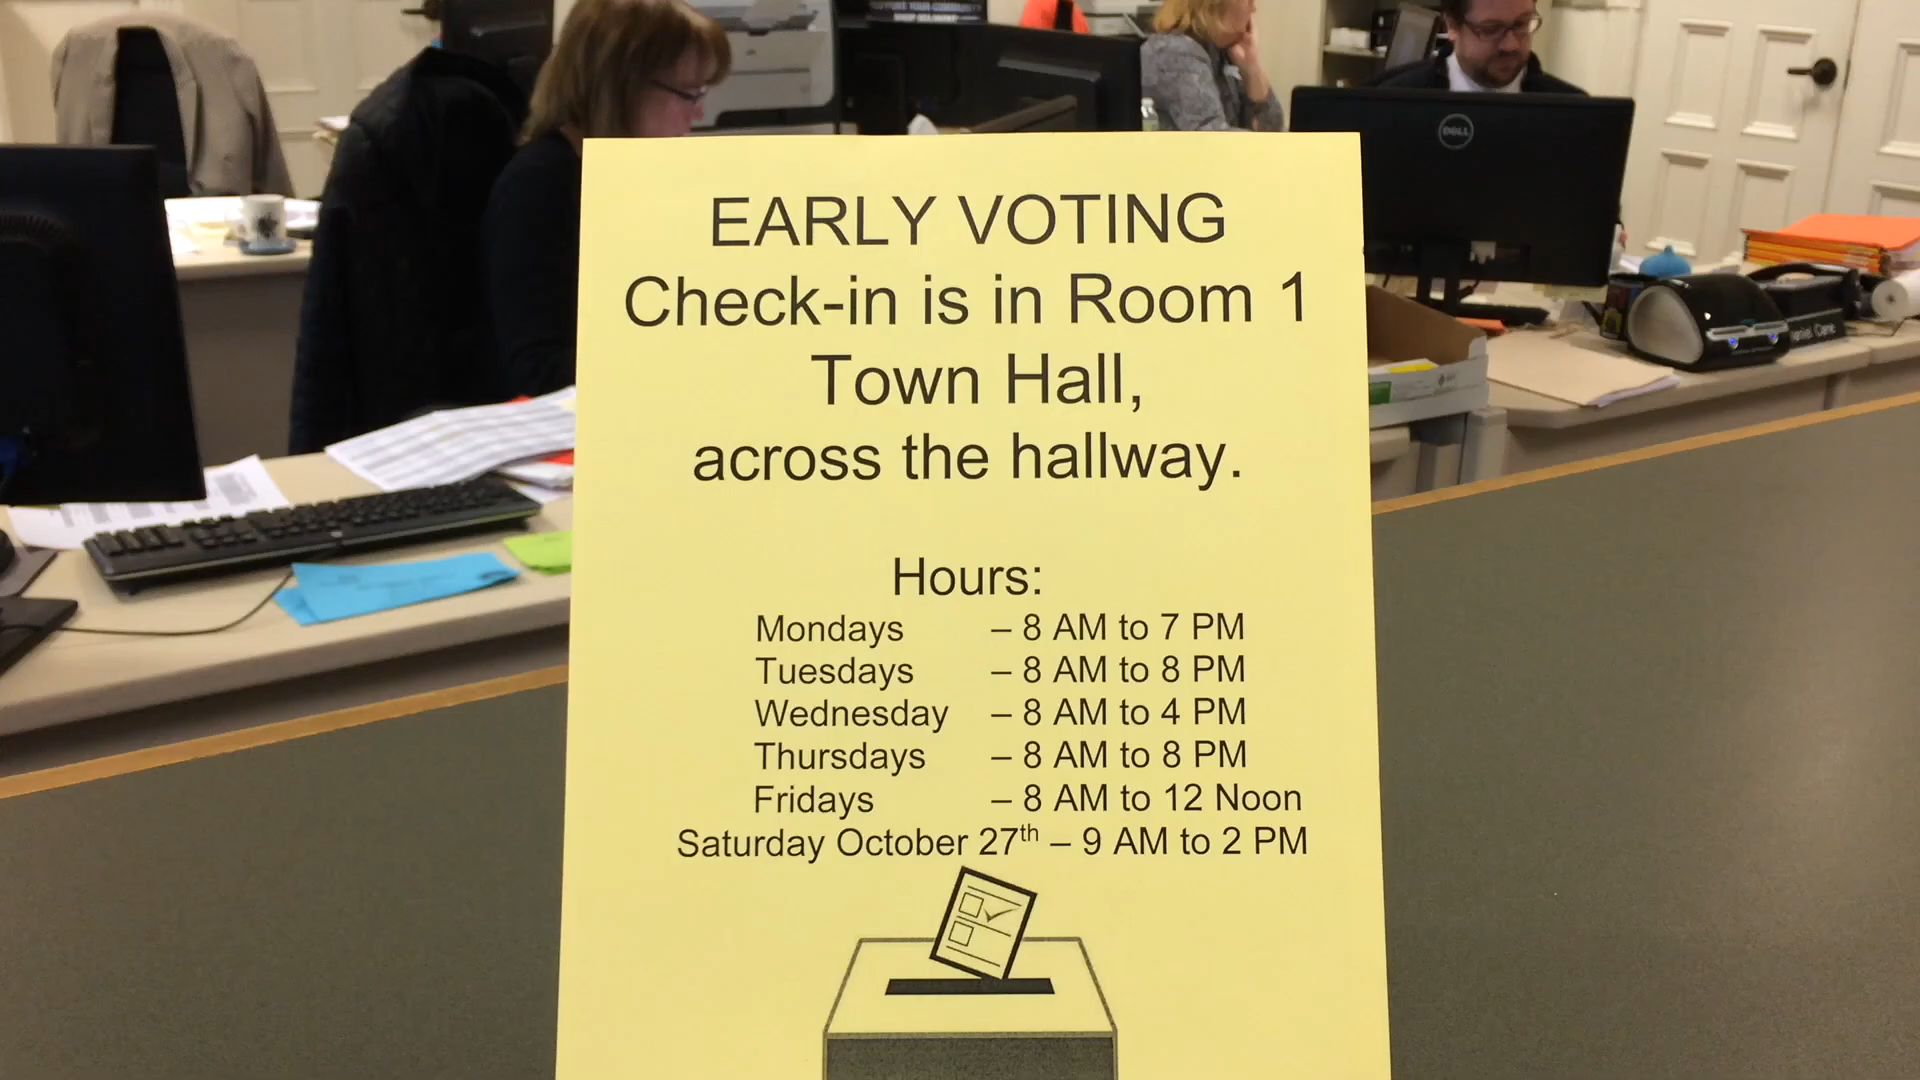 EARLY VOTING
Check-in is in Room 1
Town Hall,
across the hallway.
Hours:
Mondays – 8 AM to 7 PM
Tuesdays – 8 AM to 8 PM
Wednesday – 8 AM to 4 PM
Thursdays – 8 AM to 8 PM
Fridays – 8 AM to 12 Noon
Saturday October 27th – 9 AM to 2 PM
DELL